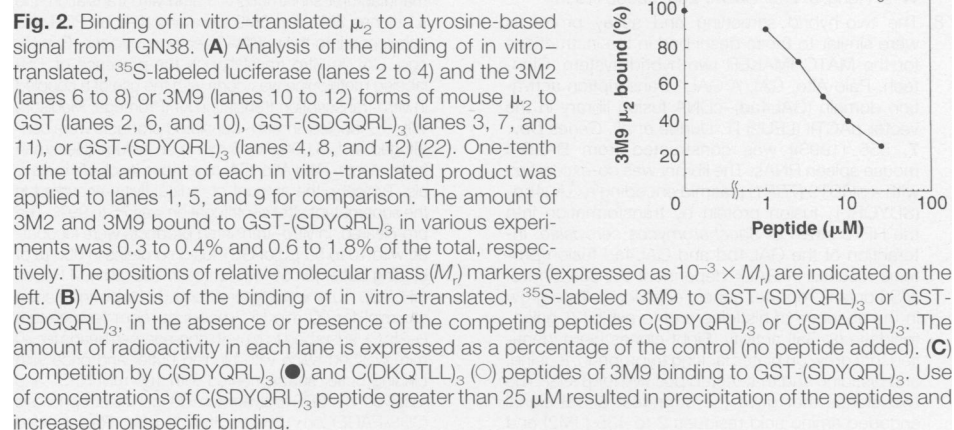 Fig. 2. Binding of in vitro–translated μ₂ to a tyrosine-based
signal from TGN38. (A) Analysis of the binding of in vitro–
translated, ³⁵S-labeled luciferase (lanes 2 to 4) and the 3M2
(lanes 6 to 8) or 3M9 (lanes 10 to 12) forms of mouse μ₂ to
GST (lanes 2, 6, and 10), GST-(SDGQRL)₃ (lanes 3, 7, and
11), or GST-(SDYQRL)₃ (lanes 4, 8, and 12) (22). One-tenth
of the total amount of each in vitro–translated product was
applied to lanes 1, 5, and 9 for comparison. The amount of
3M2 and 3M9 bound to GST-(SDYQRL)₃ in various experi-
ments was 0.3 to 0.4% and 0.6 to 1.8% of the total, respec-
tively. The positions of relative molecular mass (Mᵣ) markers (expressed as 10⁻³ × Mᵣ) are indicated on the
left. (B) Analysis of the binding of in vitro–translated, ³⁵S-labeled 3M9 to GST-(SDYQRL)₃ or GST-
(SDGQRL)₃, in the absence or presence of the competing peptides C(SDYQRL)₃ or C(SDAQRL)₃. The
amount of radioactivity in each lane is expressed as a percentage of the control (no peptide added). (C)
Competition by C(SDYQRL)₃ (●) and C(DKQTLL)₃ (○) peptides of 3M9 binding to GST-(SDYQRL)₃. Use
of concentrations of C(SDYQRL)₃ peptide greater than 25 μM resulted in precipitation of the peptides and
increased nonspecific binding.
3M9 μ₂ bound (%)
100
80
60
40
20
0
1
10
100
Peptide (μM)